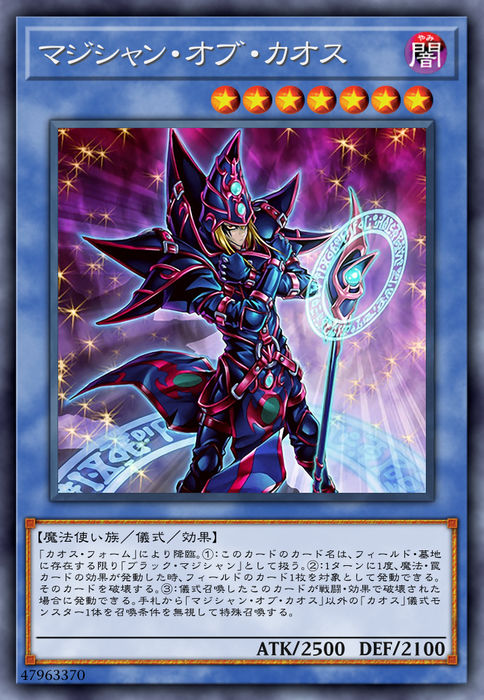 マジシャン・オブ・カオス
やみ
闇
【魔法使い族/儀式/効果】
「カオス・フォーム」により降臨。①:このカードのカード名は、フィールド・墓地
に存在する限り「ブラック・マジシャン」として扱う。②:1ターンに1度、魔法・罠
カードの効果が発動した時、フィールドのカード1枚を対象として発動できる。
そのカードを破壊する。③:儀式召喚したこのカードが戦闘・効果で破壊された
場合に発動できる。手札から「マジシャン・オブ・カオス」以外の「カオス」儀式モ
ンスター1体を召喚条件を無視して特殊召喚する。
ATK/2500 DEF/2100
47963370